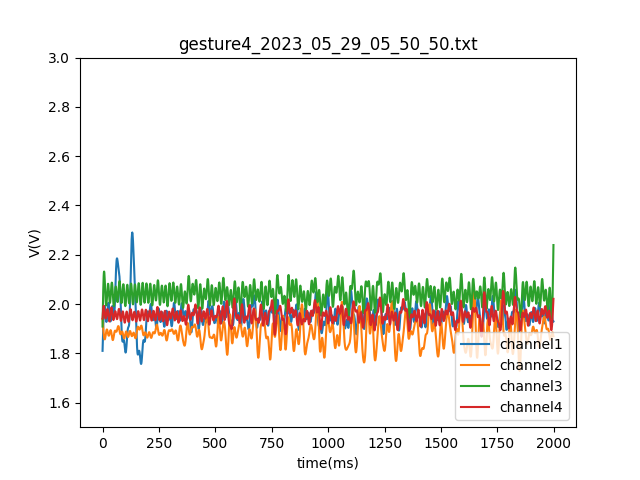 gesture4_2023_05_29_05_50_50.txt
3.0
2.8
2.6
2.4
2.2
2.0
1.8
1.6
V(V)
channel1
channel2
channel3
channel4
0 250 500 750 1000 1250 1500 1750 2000
time(ms)